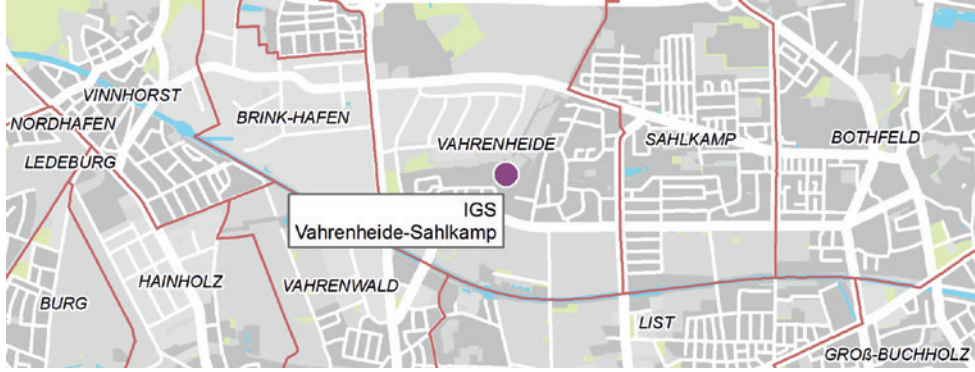 VINNHORST
NORDHAFEN
BRINK-HAFEN
LEDEBURG
VAHRENHEIDE
SAHLKAMP
BOTHFELD
IGS
Vahrenheide-Sahlkamp
HAINHOLZ
VAHRENWALD
BURG
LIST
GROß-BUCHHOLZ